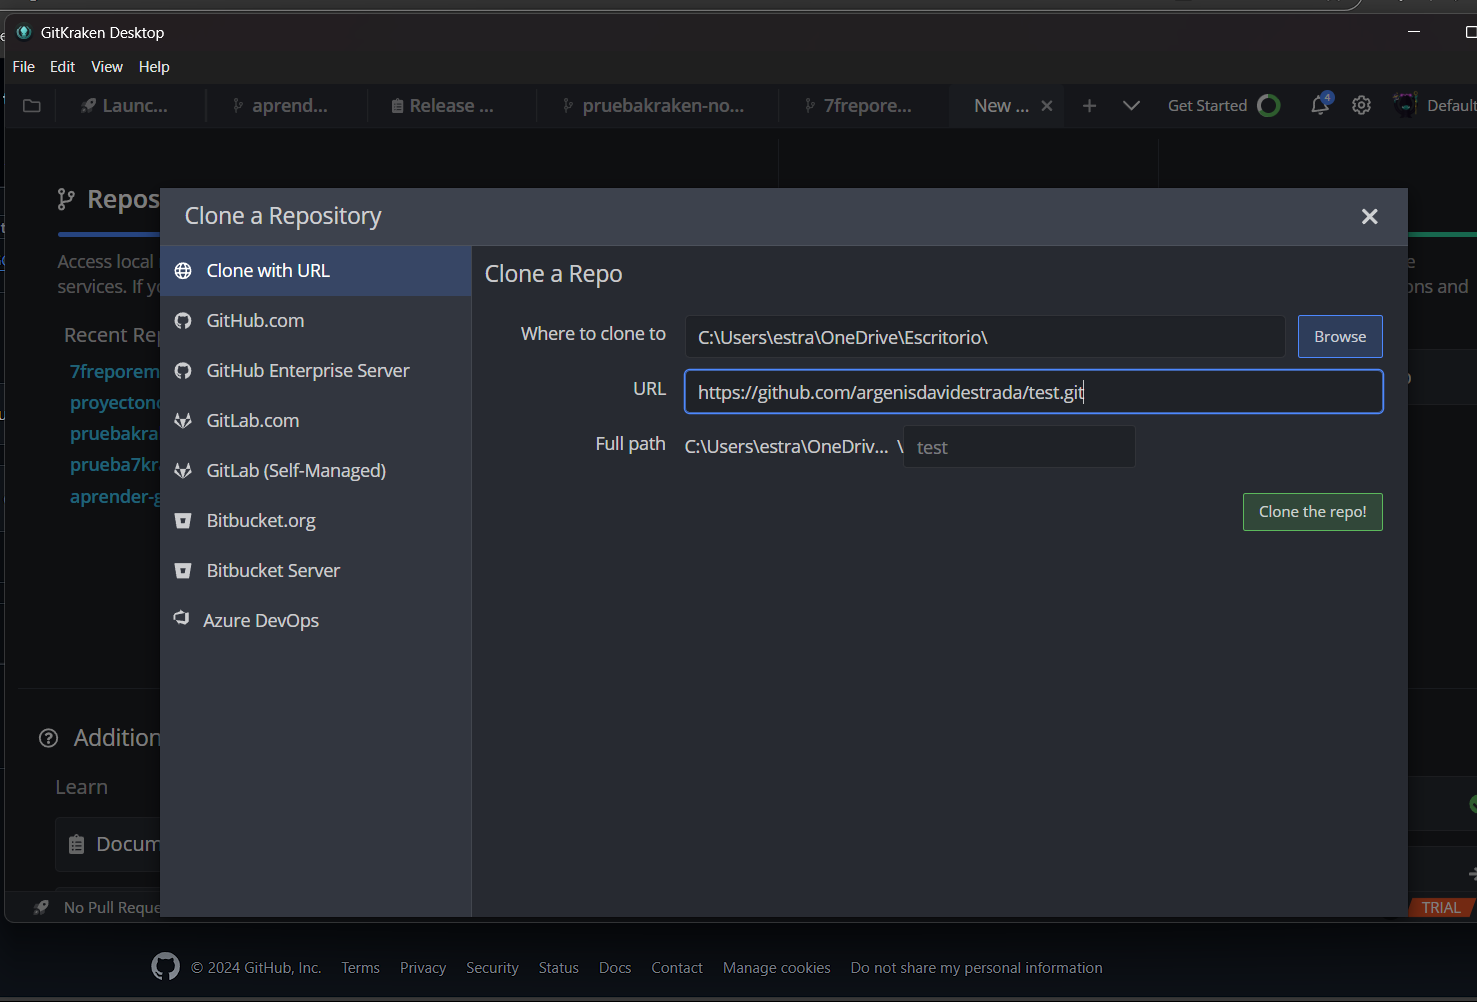 GitKraken Desktop
File Edit View Help
Launc... aprend... Release ... pruebakraken-no... 7frepore... New ... Get Started 4 Default
Repos
Access local
services. If yo
ons and
Recent Rep
7freporem
proyectono
pruebakra
prueba7kra
aprender-g
Clone a Repository
Clone with URL
GitHub.com
GitHub Enterprise Server
GitLab.com
GitLab (Self-Managed)
Bitbucket.org
Bitbucket Server
Azure DevOps
Clone a Repo
Where to clone to C:\Users\estra\OneDrive\Escritorio\ Browse
URL https://github.com/argenisdavidestrada/test.git
Full path C:\Users\estra\OneDriv... \ test
Clone the repo!
Addition
Learn
Docum
No Pull Reque
TRIAL
© 2024 GitHub, Inc. Terms Privacy Security Status Docs Contact Manage cookies Do not share my personal information